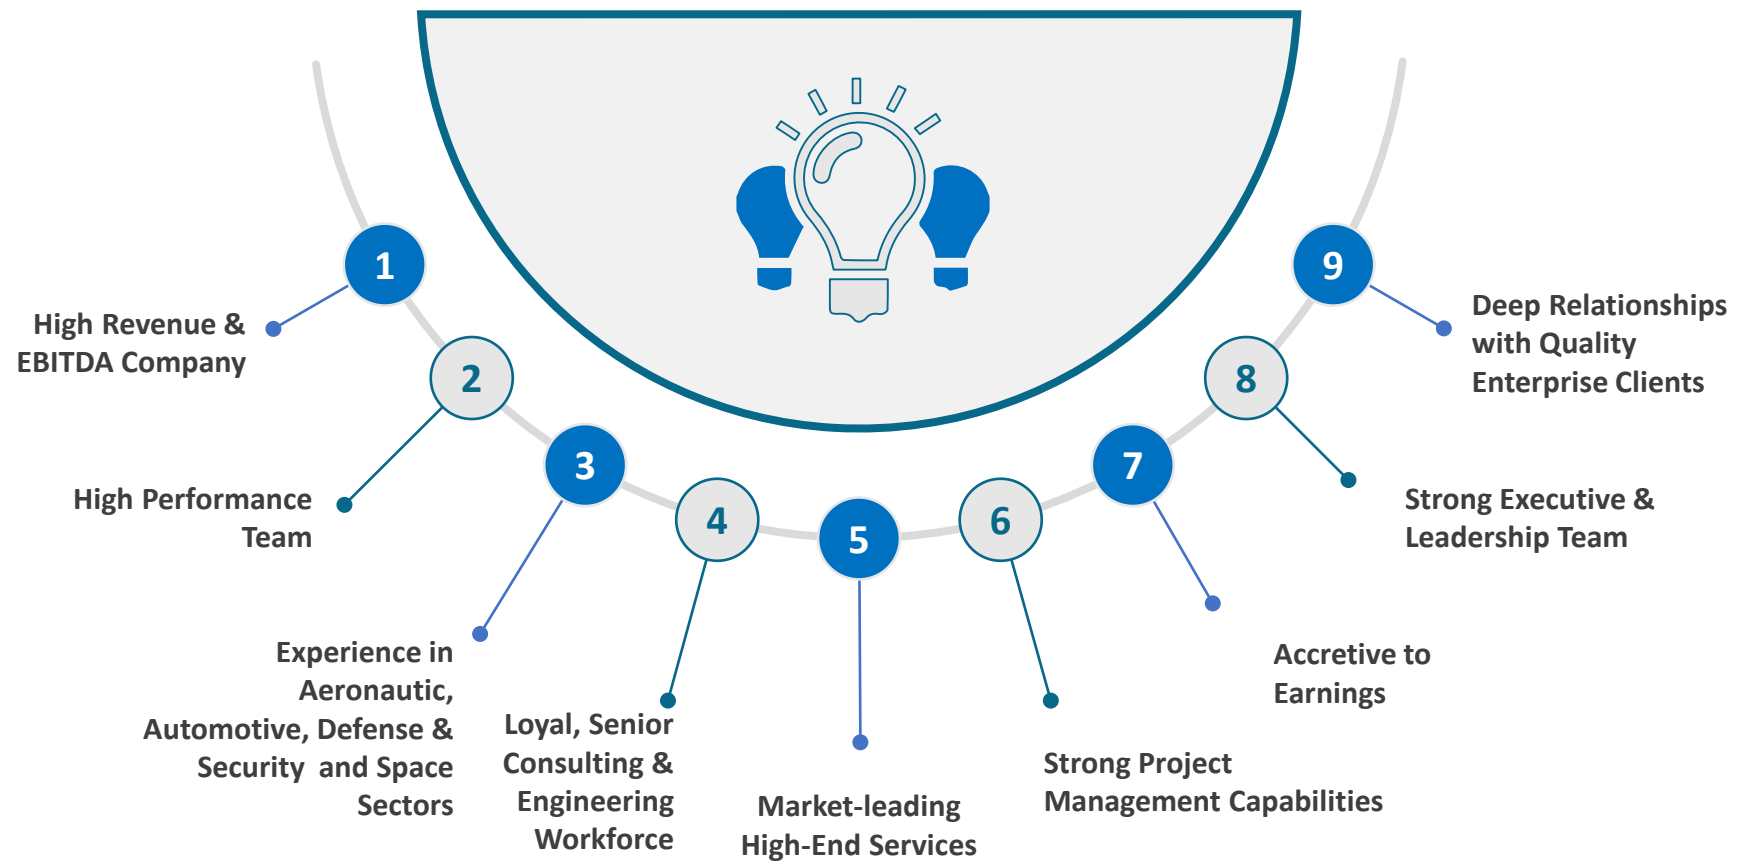 1
High Revenue &
EBITDA Company
2
High Performance
Team
3
Experience in
Aeronautic,
Automotive, Defense &
Security  and Space
Sectors
4
Loyal, Senior
Consulting &
Engineering
Workforce
5
Market-leading
High-End Services
6
Strong Project
Management Capabilities
7
Accretive to
Earnings
8
Strong Executive &
Leadership Team
9
Deep Relationships
with Quality
Enterprise Clients